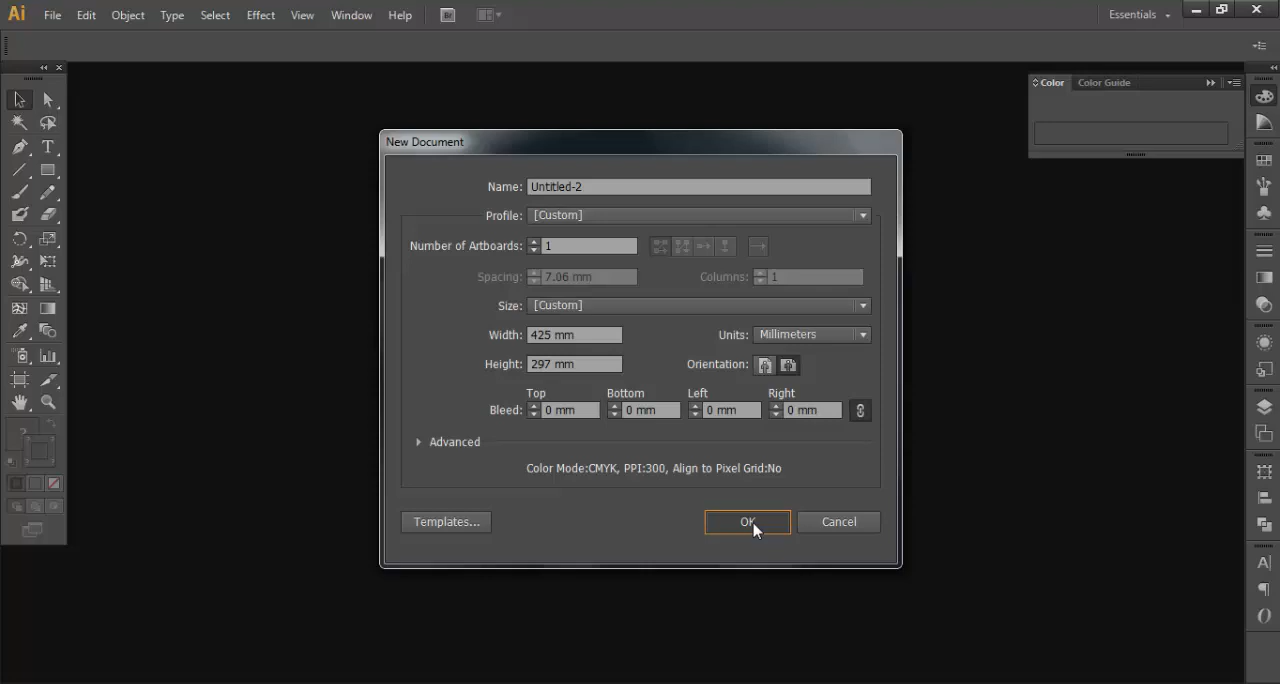 Ai File Edit Object Type Select Effect View Window Help Br Essentials
Color Color Guide
New Document
Name: Untitled-2
Profile: [Custom]
Number of Artboards: 1
Spacing: 7.06 mm Columns: 1
Size: [Custom]
Width: 425 mm Units: Millimeters
Height: 297 mm Orientation:
Top Bottom Left Right
Bleed: 0 mm 0 mm 0 mm 0 mm
Advanced
Color Mode:CMYK, PPI:300, Align to Pixel Grid:No
Templates... OK Cancel